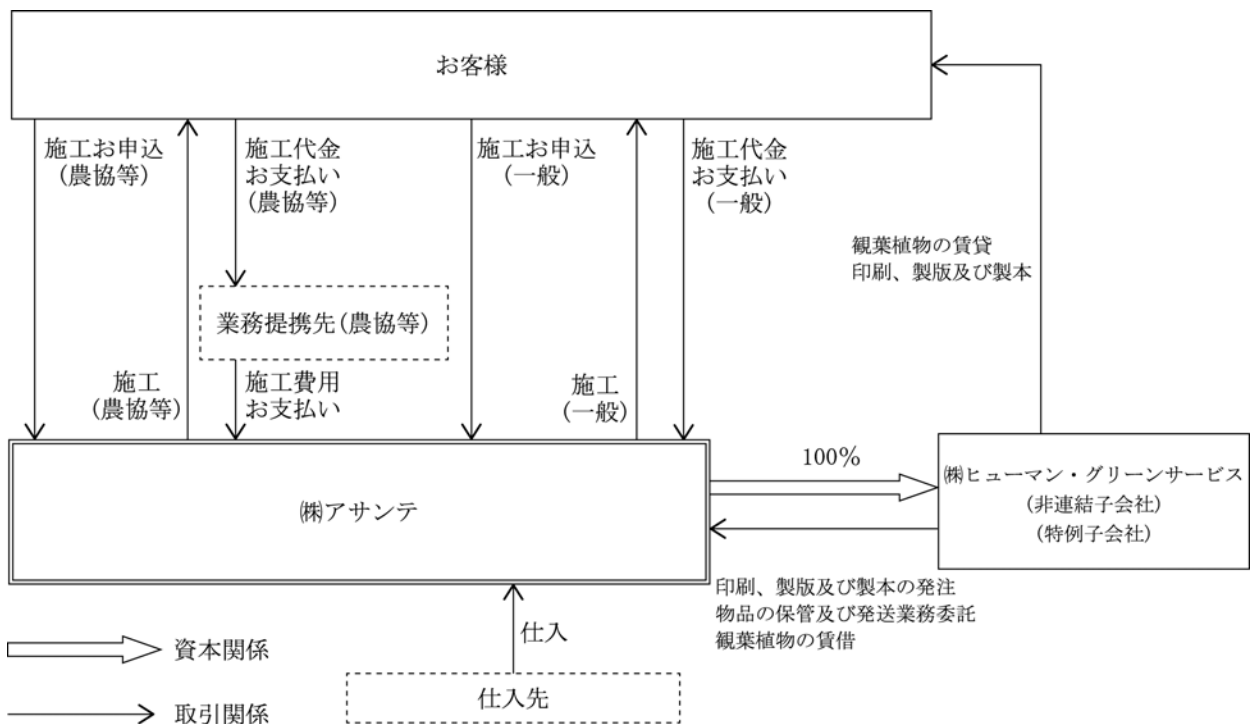 お客様
施工お申込
(農協等)
施工代金
お支払い
(農協等)
施工お申込
(一般)
施工代金
お支払い
(一般)
観葉植物の賃貸
印刷、製版及び製本
業務提携先(農協等)
施工
(農協等)
施工費用
お支払い
施工
(一般)
㈱アサンテ
100%
㈱ヒューマン・グリーンサービス
(非連結子会社)
(特例子会社)
印刷、製版及び製本の発注
物品の保管及び発送業務委託
観葉植物の賃借
仕入
仕入先
資本関係
取引関係